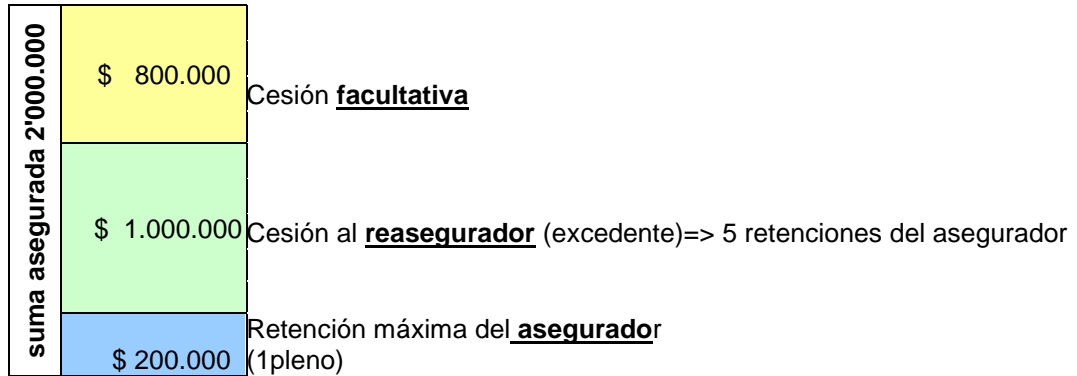 suma asegurada 2'000.000
$ 800.000
Cesión facultativa
$ 1.000.000 Cesión al reasegurador (excedente)=> 5 retenciones del asegurador
Retención máxima del asegurador
$ 200.000 (1pleno)